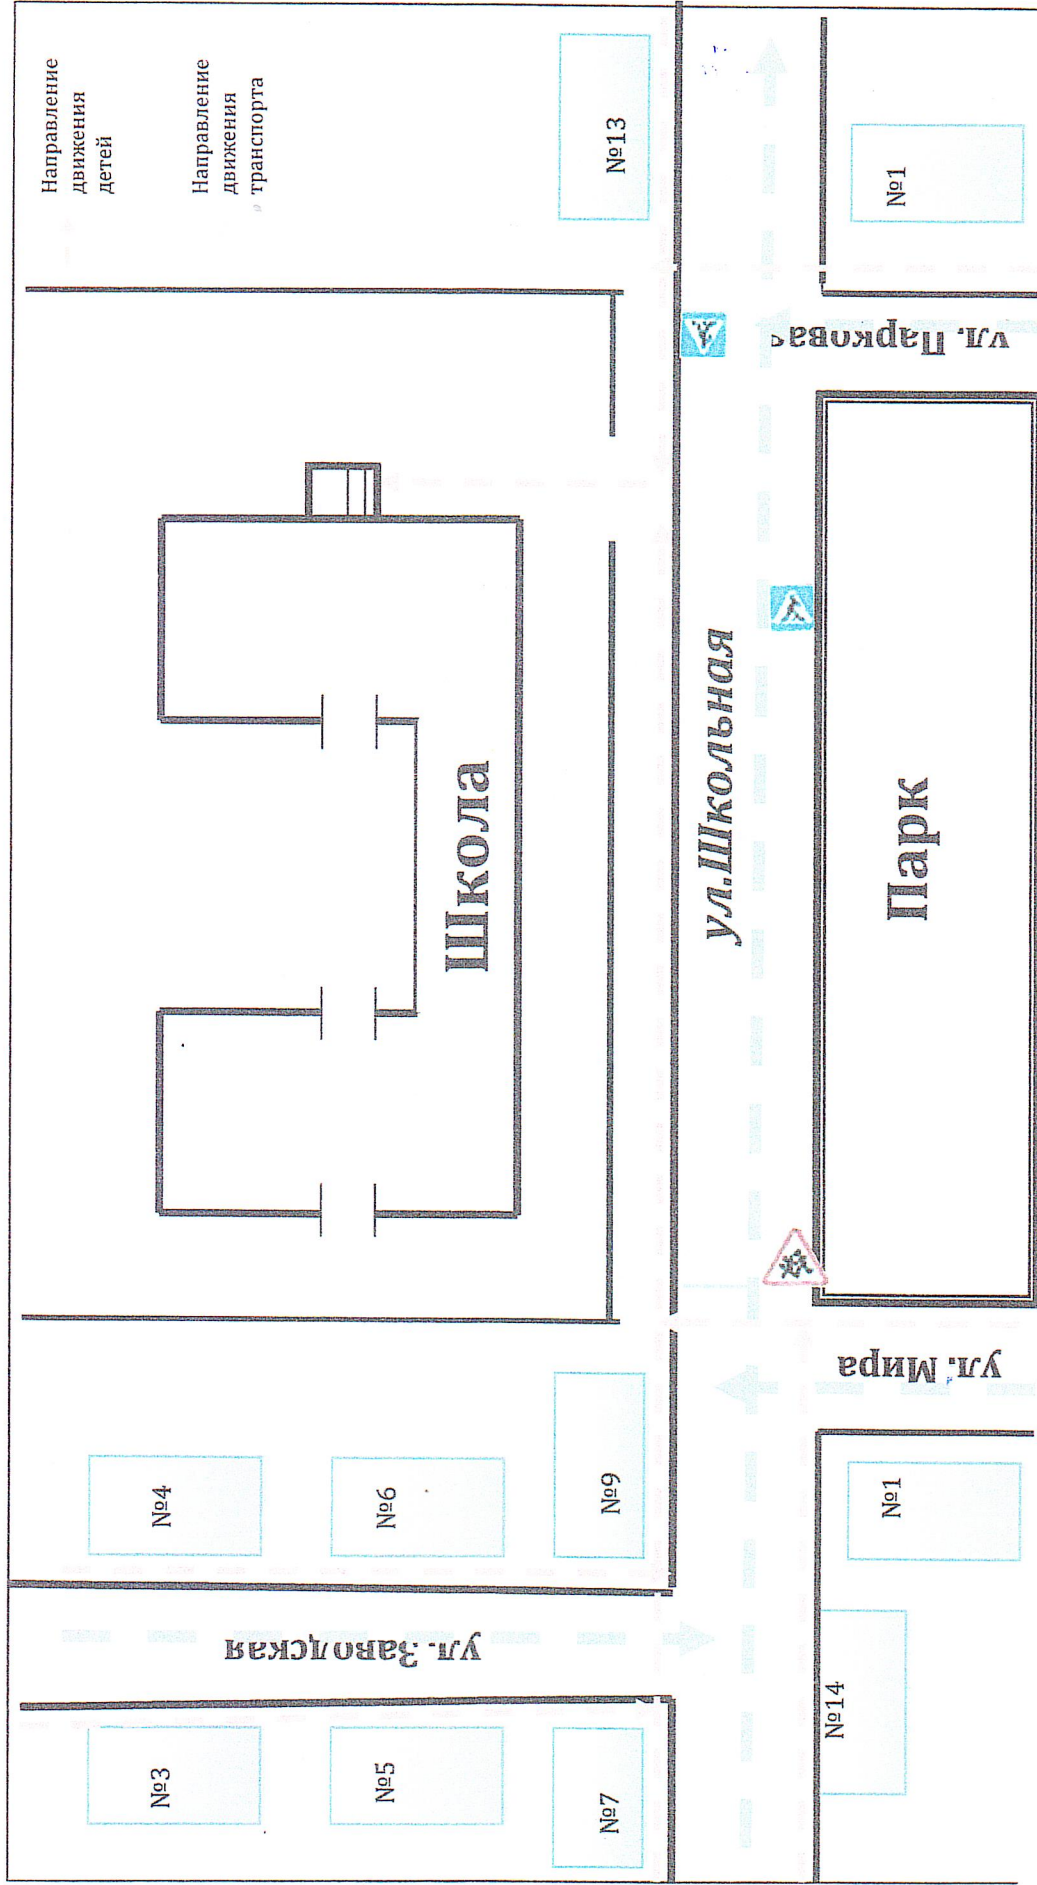 Направление
движения
детей
Направление
движения
транспорта
№13
№1
ул. Парковая
Школа
ул.Школьная
Парк
ул. Мира
№4
№6
№9
№1
ул. Заводская
№14
№3
№5
№7